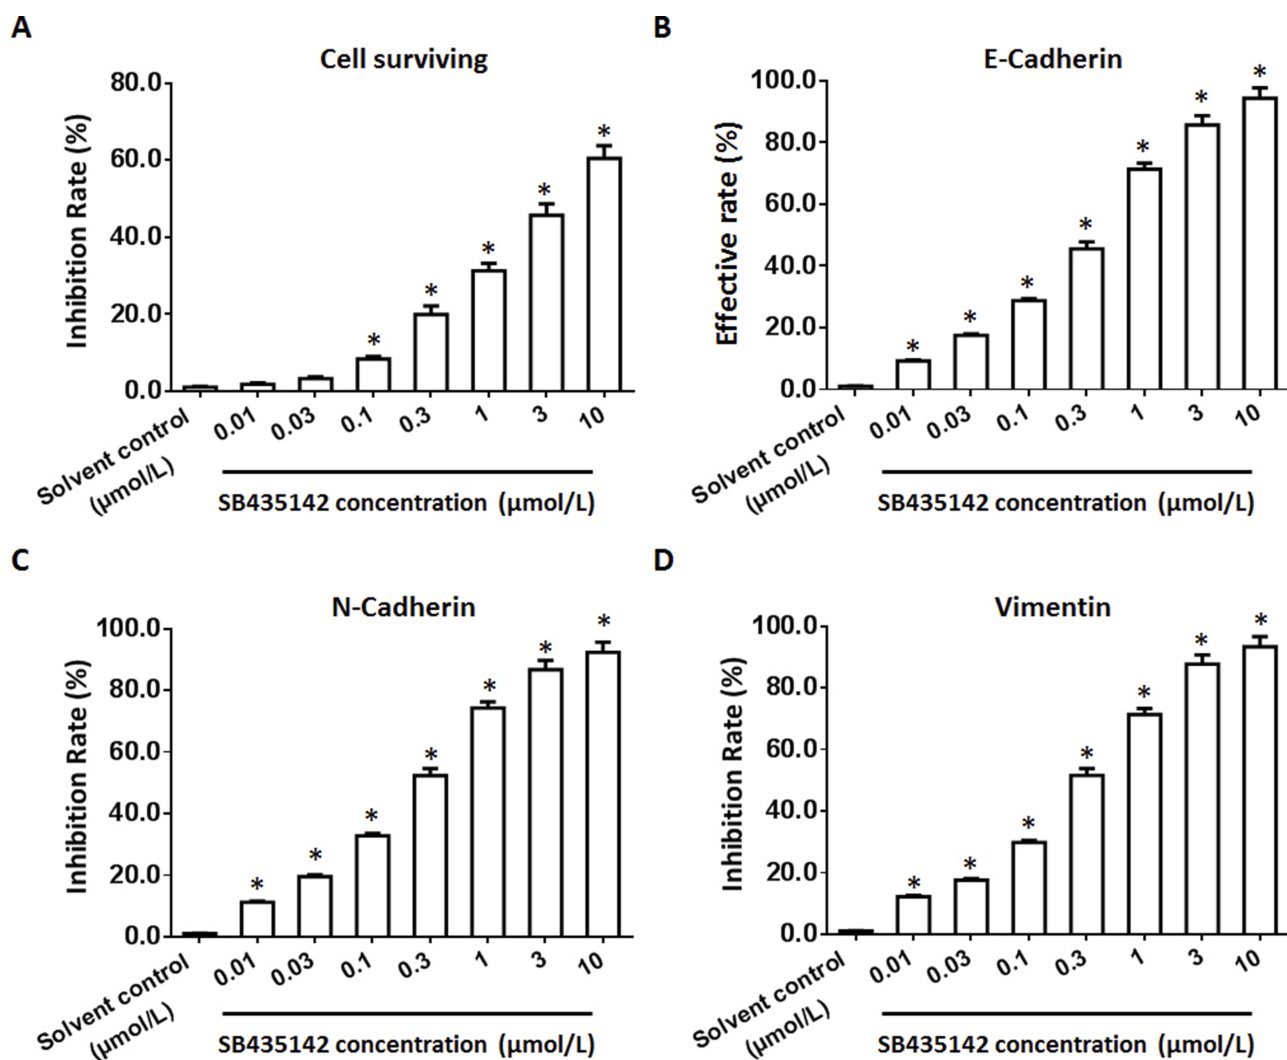 A
Cell surviving
Inhibition Rate (%)
80.0
60.0
40.0
20.0
0.0
* * * * *
Solvent control 0.01 0.03 0.1 0.3 1 3 10
(μmol/L)
SB435142 concentration (μmol/L)
B
E-Cadherin
Effective rate (%)
100.0
80.0
60.0
40.0
20.0
0.0
* * * * * * *
Solvent control 0.01 0.03 0.1 0.3 1 3 10
(μmol/L)
SB435142 concentration (μmol/L)
C
N-Cadherin
Inhibition Rate (%)
100.0
80.0
60.0
40.0
20.0
0.0
* * * * * * *
Solvent control 0.01 0.03 0.1 0.3 1 3 10
(μmol/L)
SB435142 concentration (μmol/L)
D
Vimentin
Inhibition Rate (%)
100.0
80.0
60.0
40.0
20.0
0.0
* * * * * * *
Solvent control 0.01 0.03 0.1 0.3 1 3 10
(μmol/L)
SB435142 concentration (μmol/L)